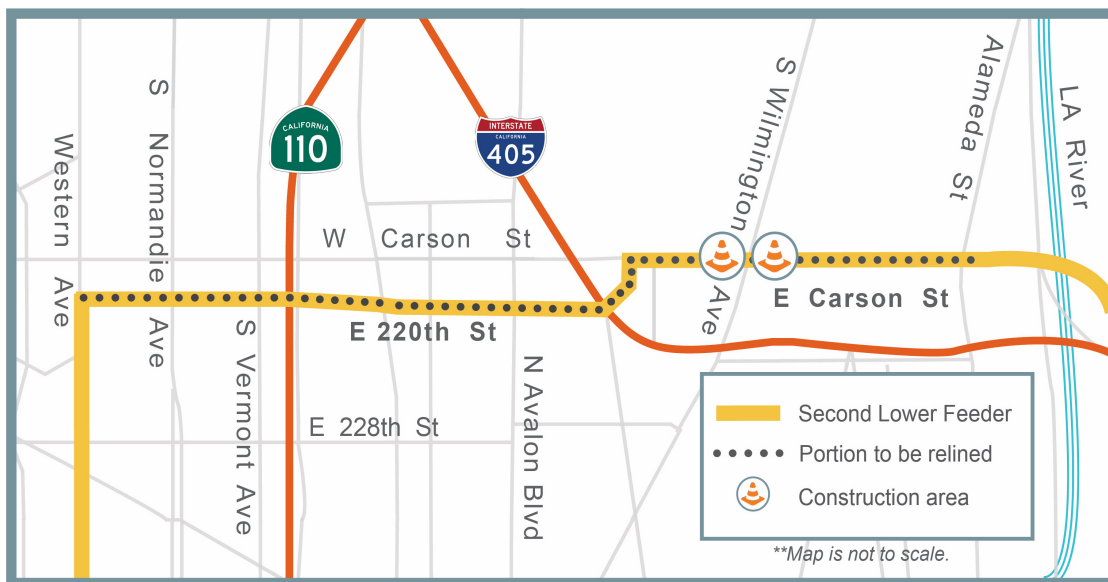 Western Ave
S Normandie Ave
S Vermont Ave
CALIFORNIA
110
INTERSTATE
CALIFORNIA
405
W Carson St
E 220th St
E 228th St
N Avalon Blvd
S Wilmington Ave
Alameda St
LA River
E Carson St
Second Lower Feeder
Portion to be relined
Construction area
**Map is not to scale.